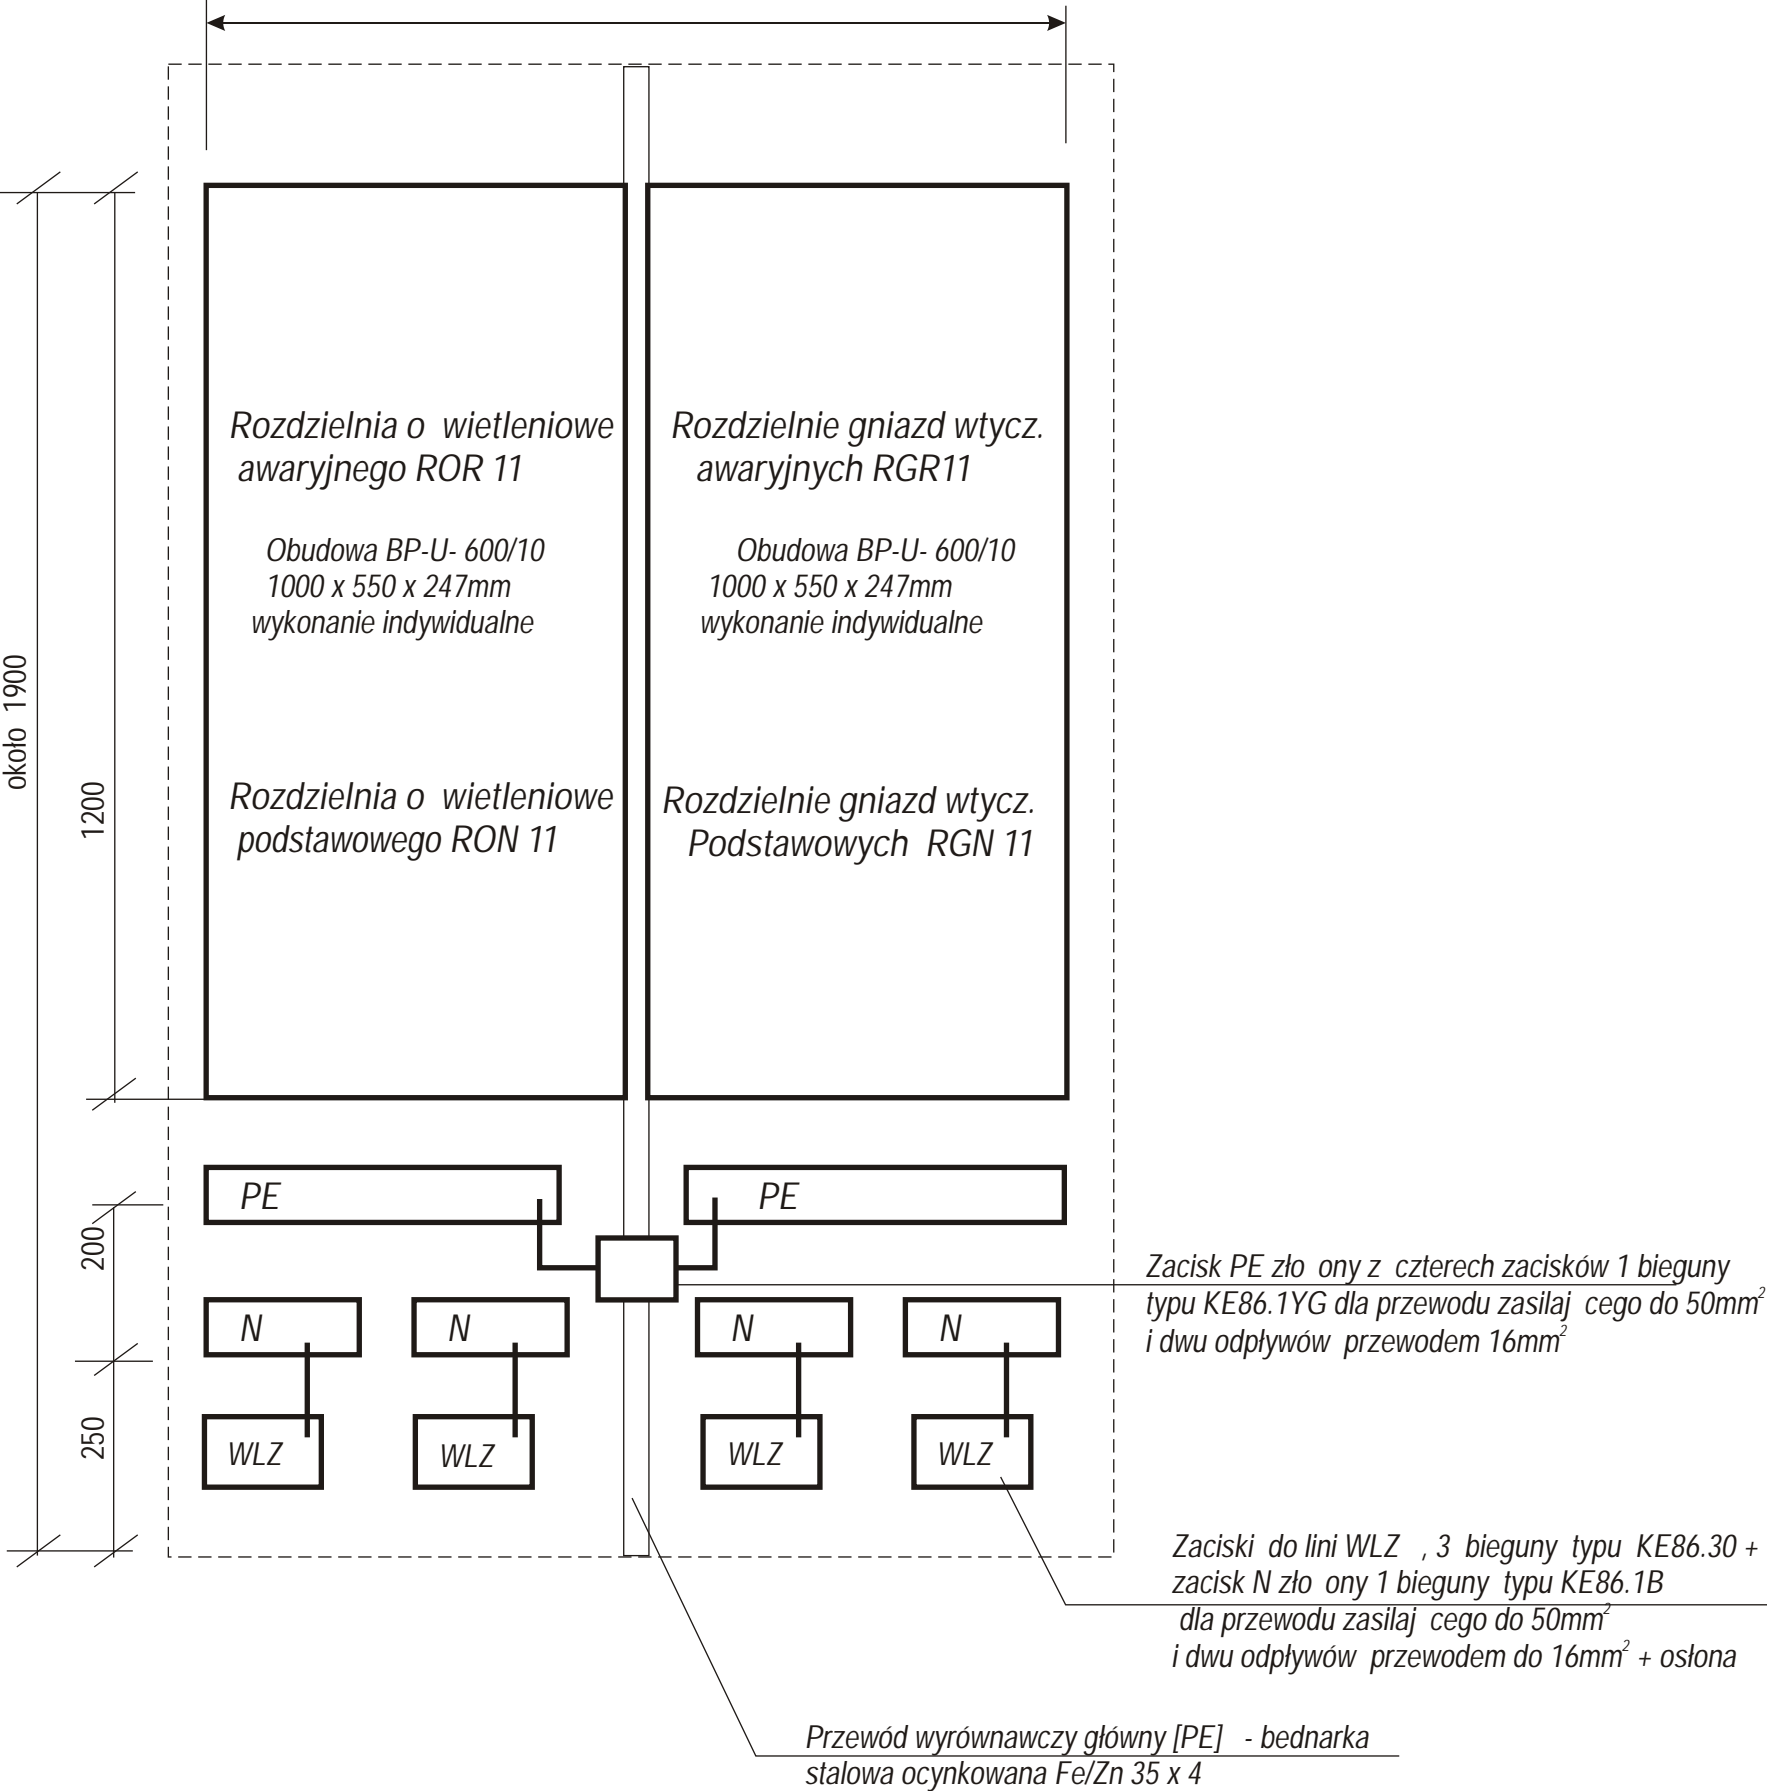 Rozdzielnia o wietleniowe
awaryjnego ROR 11
Obudowa BP-U- 600/10
1000 x 550 x 247mm
wykonanie indywidualne
Rozdzielnia o wietleniowe
podstawowego RON 11
Rozdzielnie gniazd wtycz.
awaryjnych RGR11
Obudowa BP-U- 600/10
1000 x 550 x 247mm
wykonanie indywidualne
Rozdzielnie gniazd wtycz.
Podstawowych RGN 11
około 1900
1200
200
250
PE
PE
N
N
N
N
WLZ
WLZ
WLZ
WLZ
Zacisk PE zło ony z czterech zacisków 1 bieguny
typu KE86.1YG dla przewodu zasilaj cego do 50mm²
i dwu odpływów przewodem 16mm²
Zaciski do lini WLZ , 3 bieguny typu KE86.30 +
zacisk N zło ony 1 bieguny typu KE86.1B
dla przewodu zasilaj cego do 50mm²
i dwu odpływów przewodem do 16mm² + osłona
Przewód wyrównawczy główny [PE] - bednarka
stalowa ocynkowana Fe/Zn 35 x 4